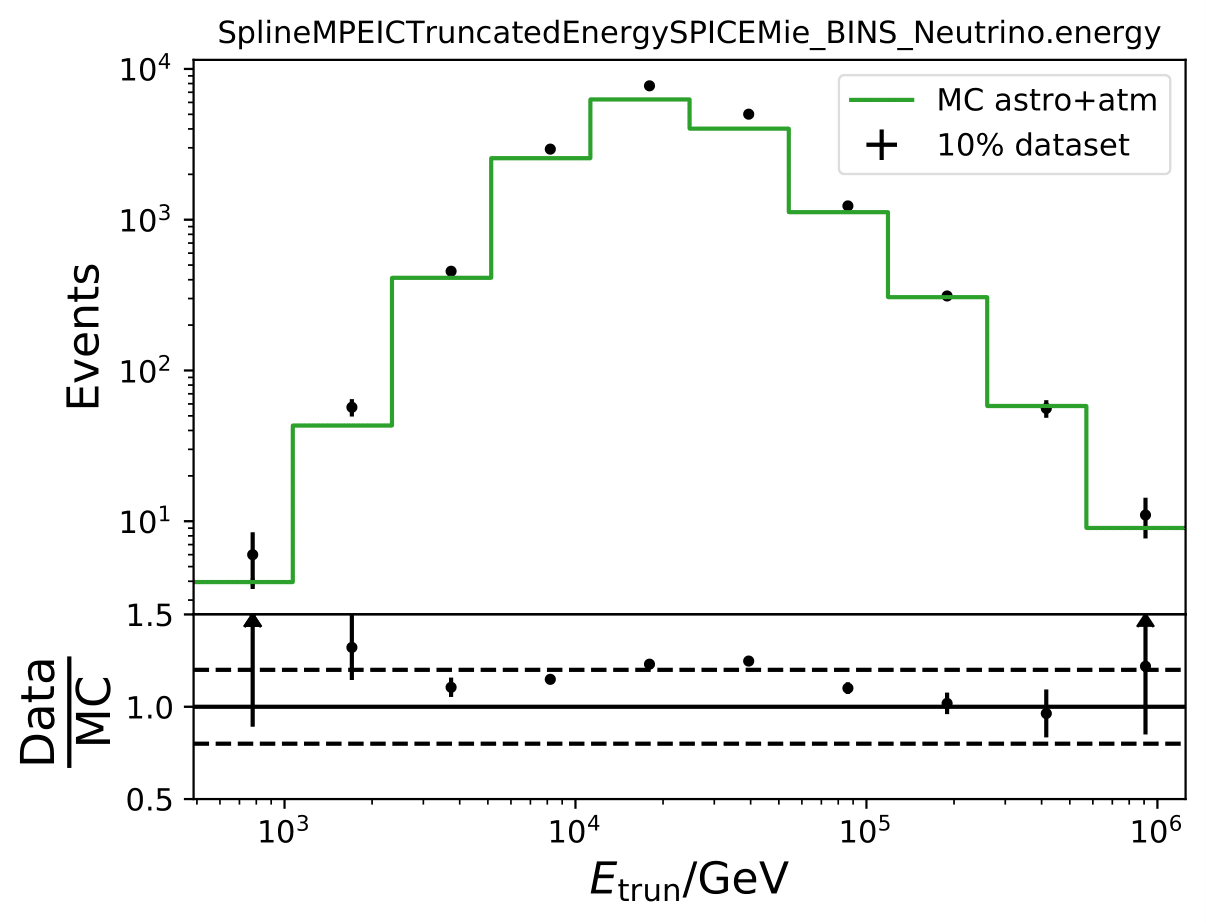 SplineMPEICTruncatedEnergySPICEMie_BINS_Neutrino.energy
10⁴
10³
10²
10¹
Events
MC astro+atm
10% dataset
1.5
1.0
0.5
Data
MC
10³ 10⁴ 10⁵ 10⁶
E_trun/GeV